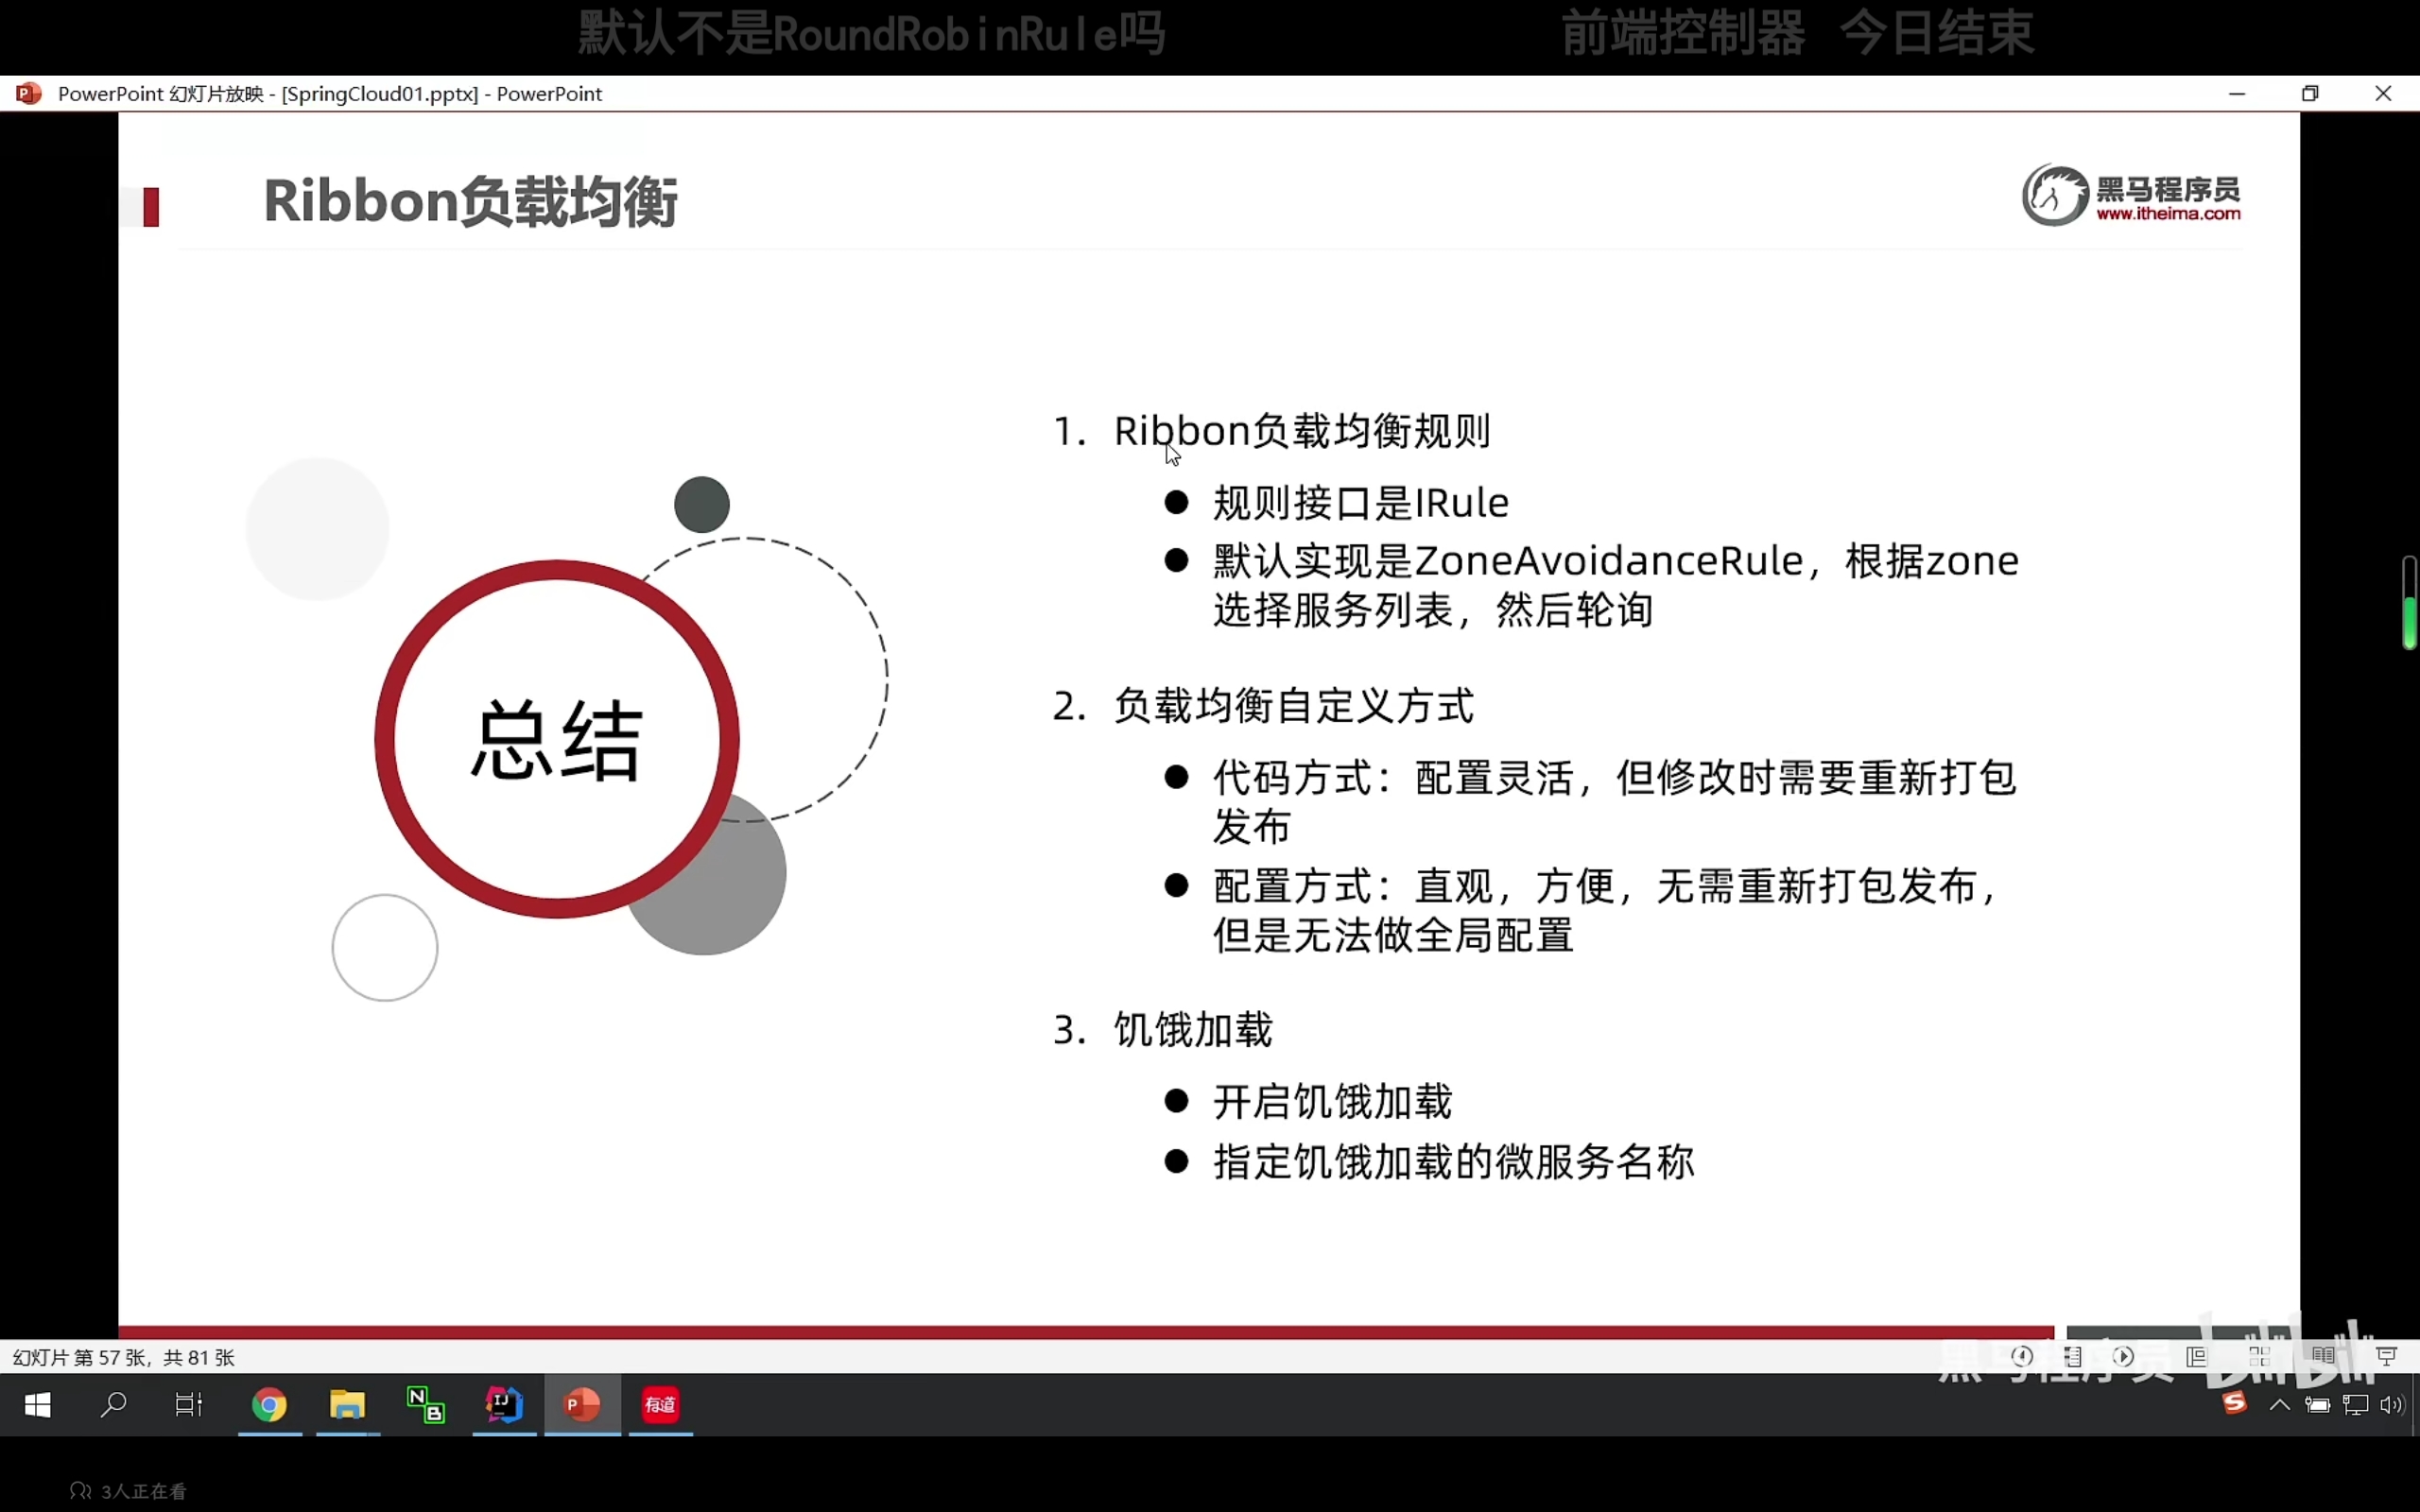 默认不是RoundRobinRule吗
前端控制器 今日结束
PowerPoint 幻灯片放映 - [SpringCloud01.pptx] - PowerPoint
Ribbon负载均衡
黑马程序员
www.itheima.com
总结
1. Ribbon负载均衡规则
● 规则接口是IRule
● 默认实现是ZoneAvoidanceRule，根据zone
选择服务列表，然后轮询
2. 负载均衡自定义方式
● 代码方式：配置灵活，但修改时需要重新打包
发布
● 配置方式：直观，方便，无需重新打包发布，
但是无法做全局配置
3. 饥饿加载
● 开启饥饿加载
● 指定饥饿加载的微服务名称
幻灯片 第 57 张，共 81 张
黑马程序员
bilibili
有道
3人正在看